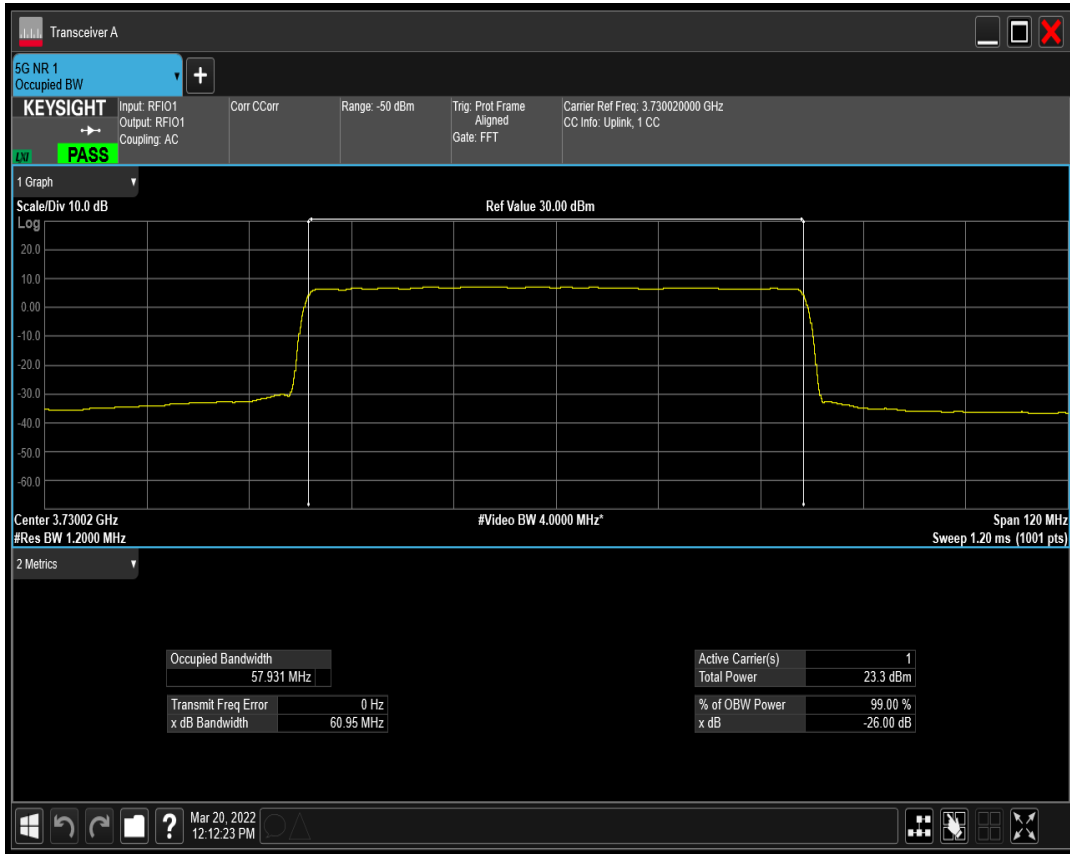 Transceiver A
5G NR 1
Occupied BW
+
KEYSIGHT
LXI
PASS
Input: RFIO1
Output: RFIO1
Coupling: AC
Corr CCorr
Range: -50 dBm
Trig: Prot Frame
Aligned
Gate: FFT
Carrier Ref Freq: 3.730020000 GHz
CC Info: Uplink, 1 CC
1 Graph
Scale/Div 10.0 dB
Ref Value 30.00 dBm
Log
20.0
10.0
0.00
-10.0
-20.0
-30.0
-40.0
-50.0
-60.0
Center 3.73002 GHz
#Video BW 4.0000 MHz*
Span 120 MHz
#Res BW 1.2000 MHz
Sweep 1.20 ms (1001 pts)
2 Metrics
Occupied Bandwidth
57.931 MHz
Transmit Freq Error 0 Hz
x dB Bandwidth 60.95 MHz
Active Carrier(s) 1
Total Power 23.3 dBm
% of OBW Power 99.00 %
x dB -26.00 dB
?
Mar 20, 2022
12:12:23 PM